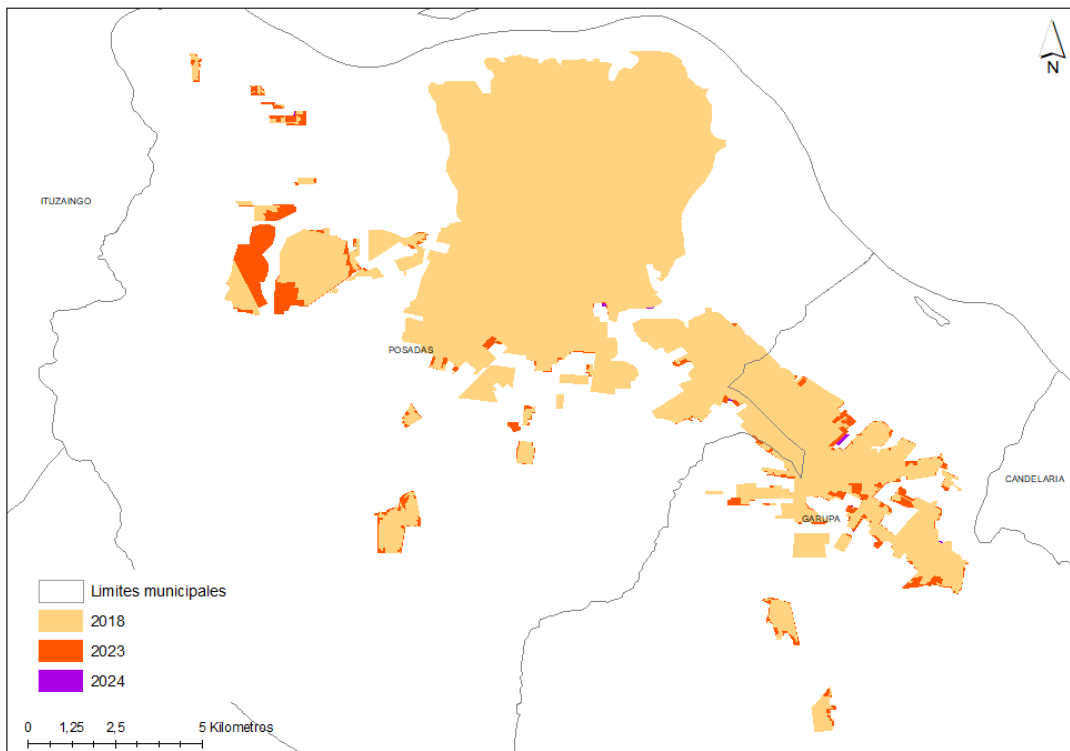 N
ITUZAINGO
POSADAS
CANDELARIA
GARUPA
Limites municipales
2018
2023
2024
0 1,25 2,5 5 Kilometros